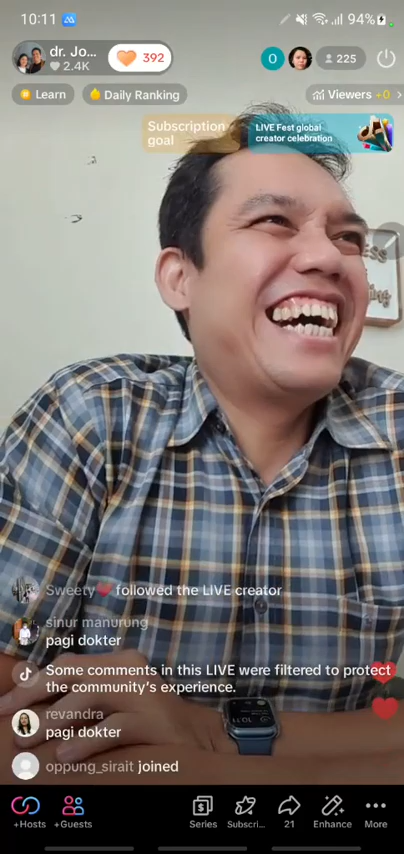 10:11
94%
dr. Jo...
2.4K
392
0
225
Learn
Daily Ranking
Viewers +0 >
Subscription
goal
LIVE Fest global
creator celebration
Sweety❤ followed the LIVE creator
sinur manurung
pagi dokter
Some comments in this LIVE were filtered to protect
the community's experience.
revandra
pagi dokter
oppung_sirait joined
+Hosts
+Guests
Series
Subscri...
21
Enhance
More